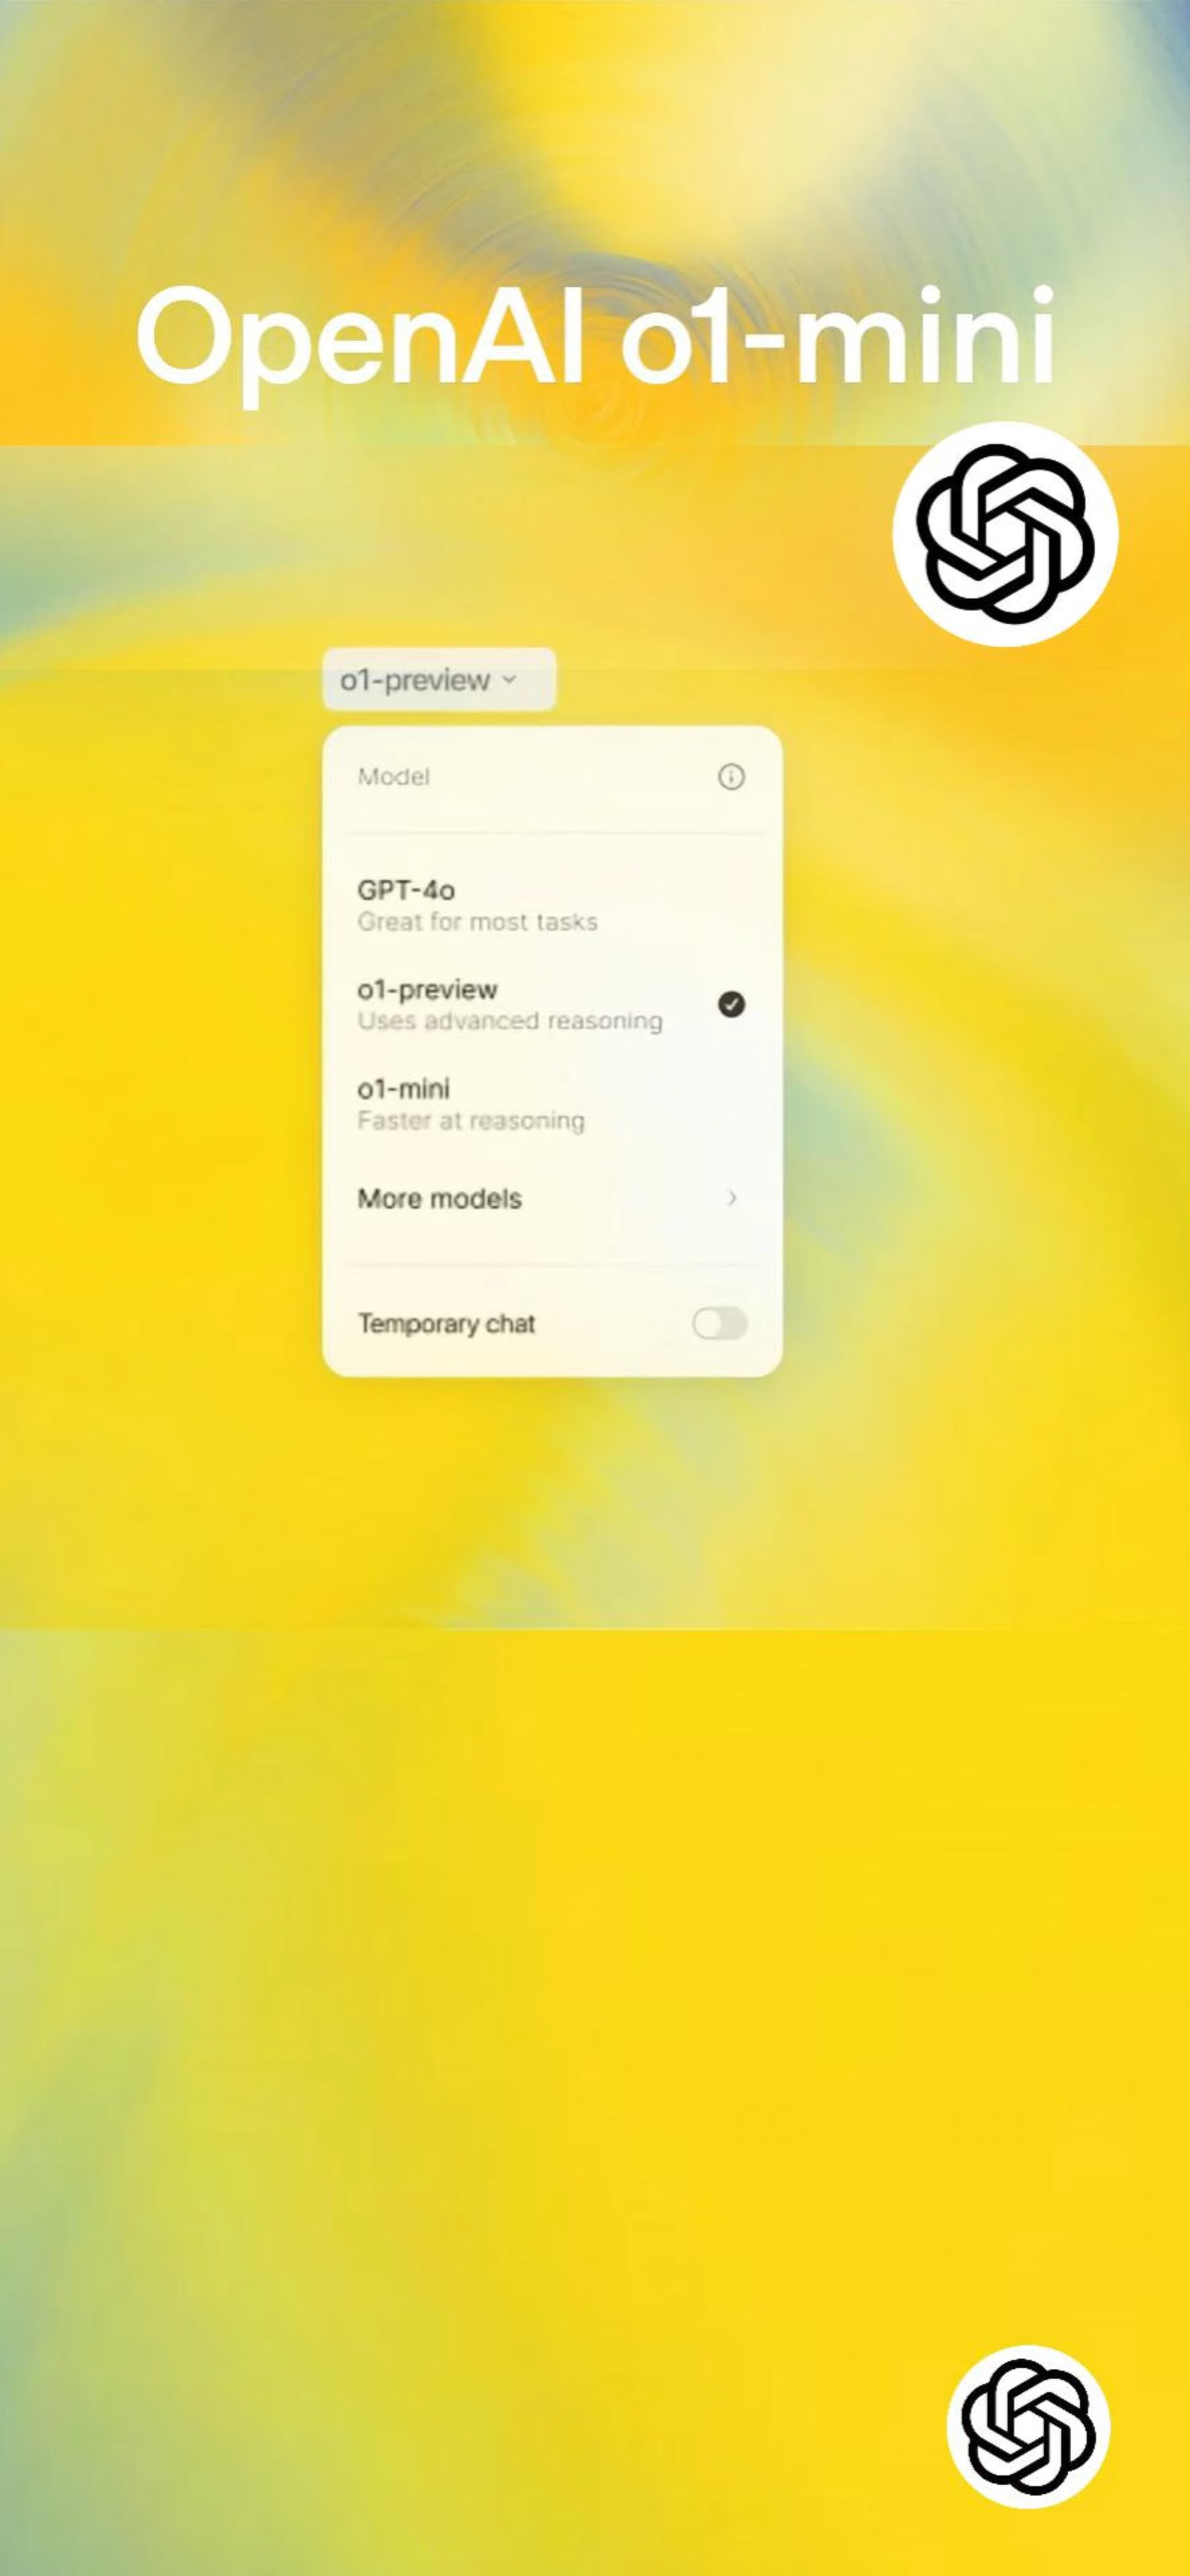 OpenAI o1-mini
o1-preview
Model
GPT-4o
Great for most tasks
o1-preview
Uses advanced reasoning
o1-mini
Faster at reasoning
More models
Temporary chat